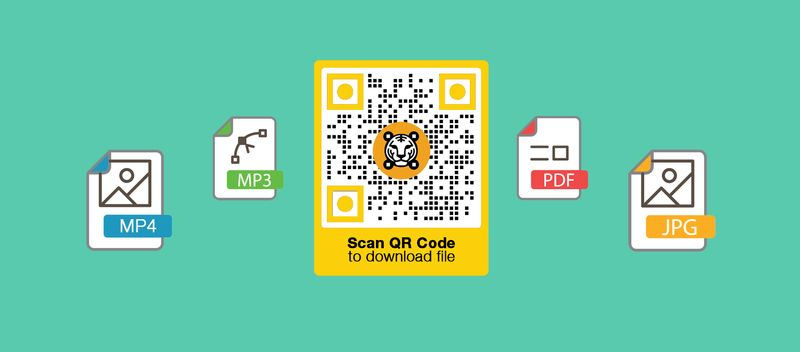 MP4
MP3
Scan QR Code
to download file
PDF
JPG